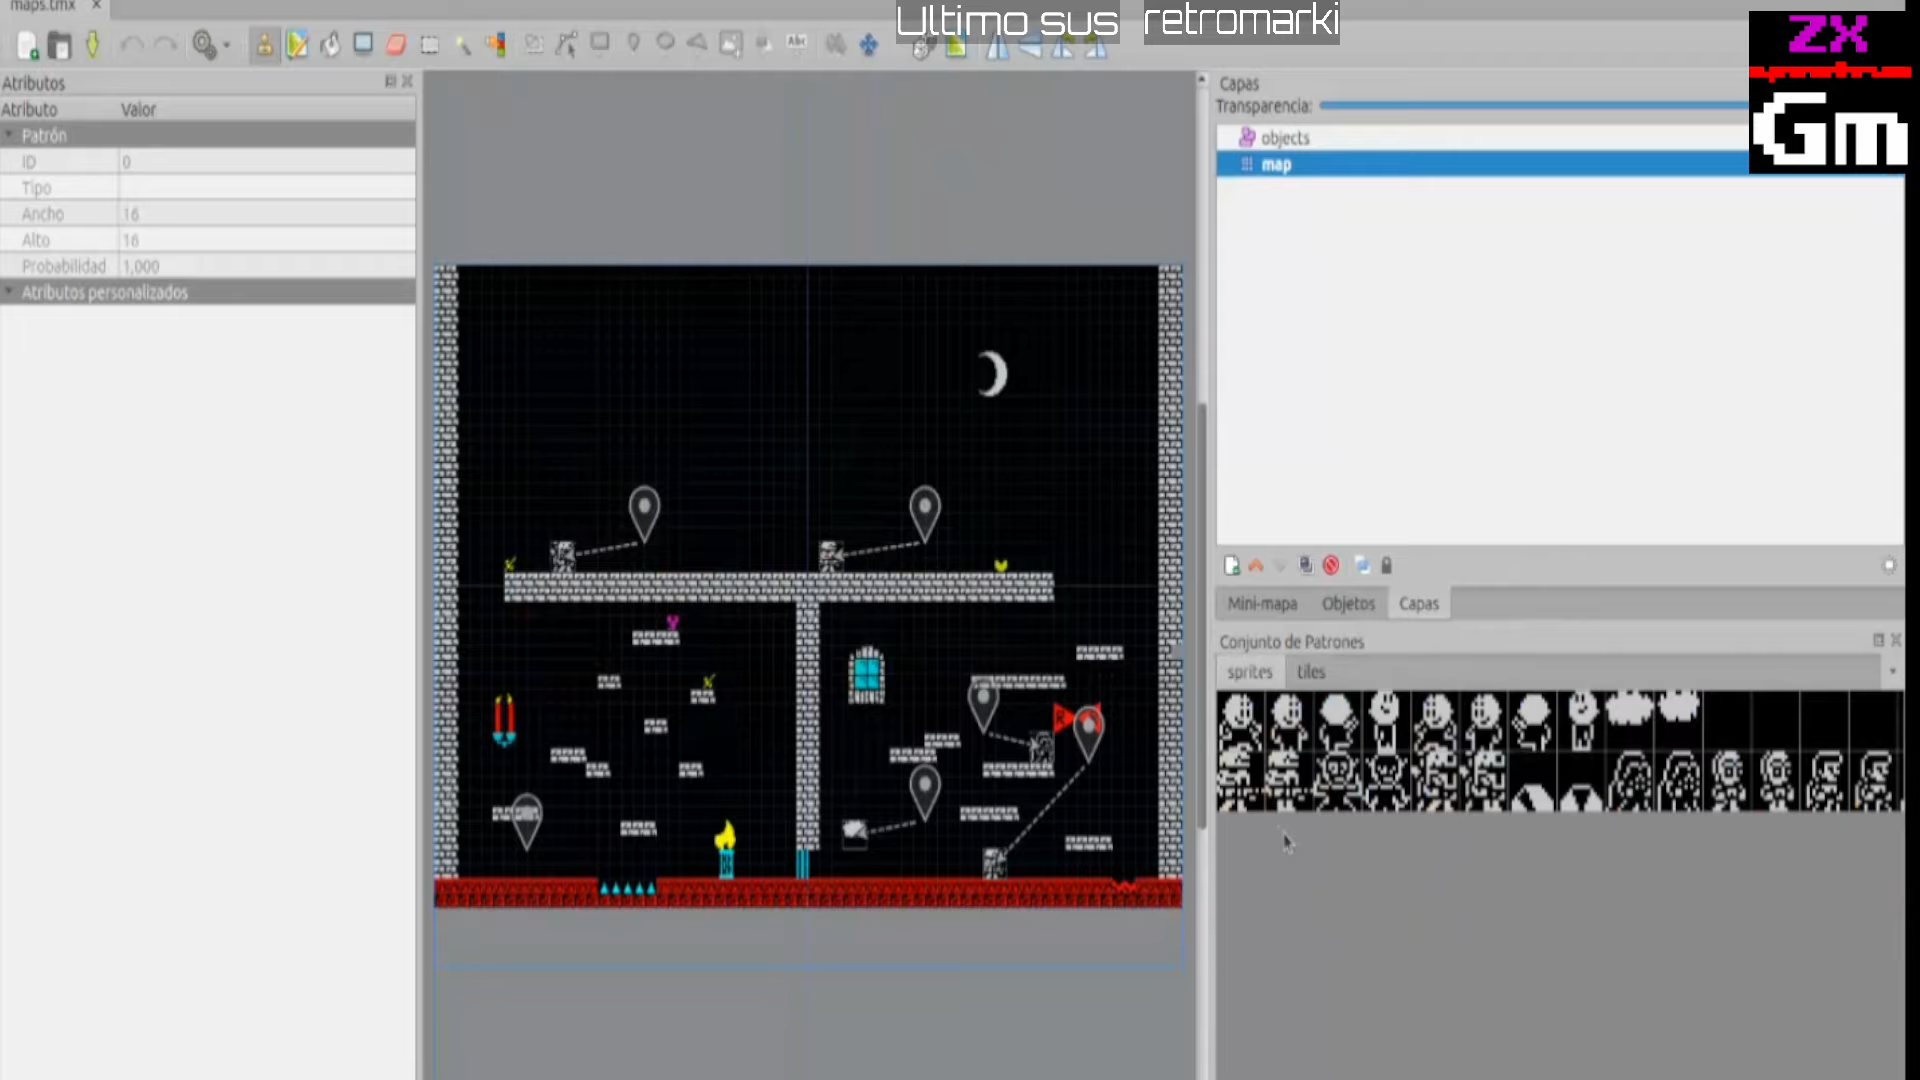 maps.tmx
Ultimo sus retromarki
ZX
Gm
Atributos
Atributo Valor
Patrón
ID 0
Tipo
Ancho 16
Alto 16
Probabilidad 1,000
Atributos personalizados
Capas
Transparencia:
objects
map
Mini-mapa Objetos Capas
Conjunto de Patrones
sprites tiles